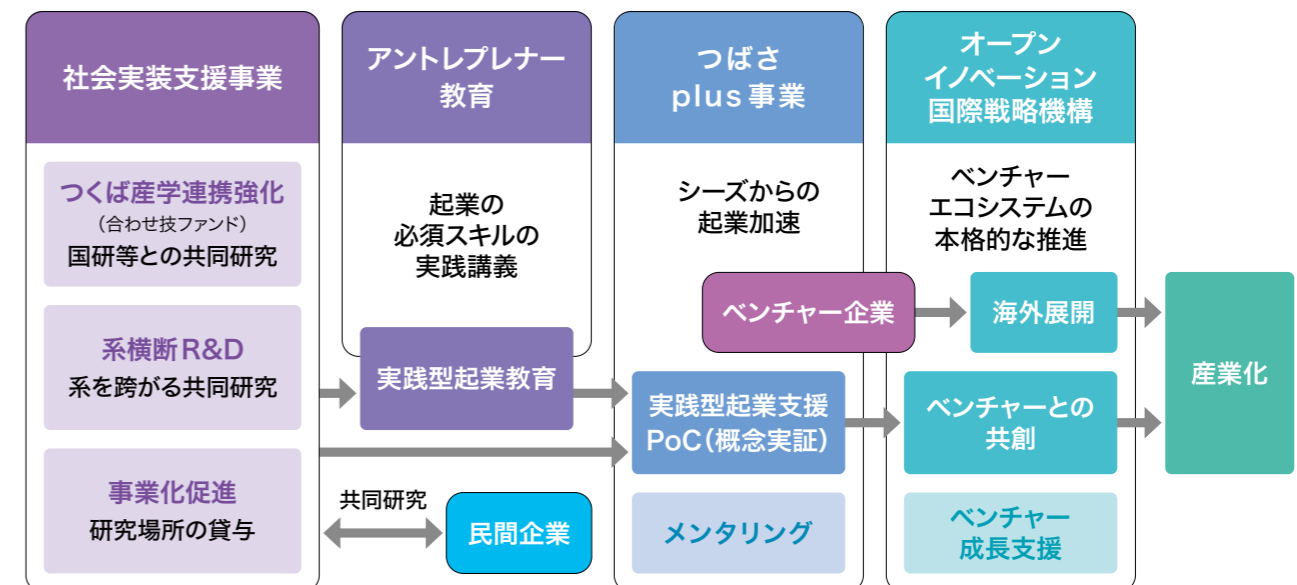 社会実装支援事業
つくば産学連携強化
（合わせ技ファンド）
国研等との共同研究
系横断R&D
系を跨がる共同研究
事業化促進
研究場所の貸与
アントレプレナー
教育
起業の
必須スキルの
実践講義
実践型起業教育
共同研究
民間企業
つばさ
plus事業
シーズからの
起業加速
ベンチャー企業
実践型起業支援
PoC（概念実証）
メンタリング
オープン
イノベーション
国際戦略機構
ベンチャー
エコシステムの
本格的な推進
海外展開
ベンチャーとの
共創
ベンチャー
成長支援
産業化